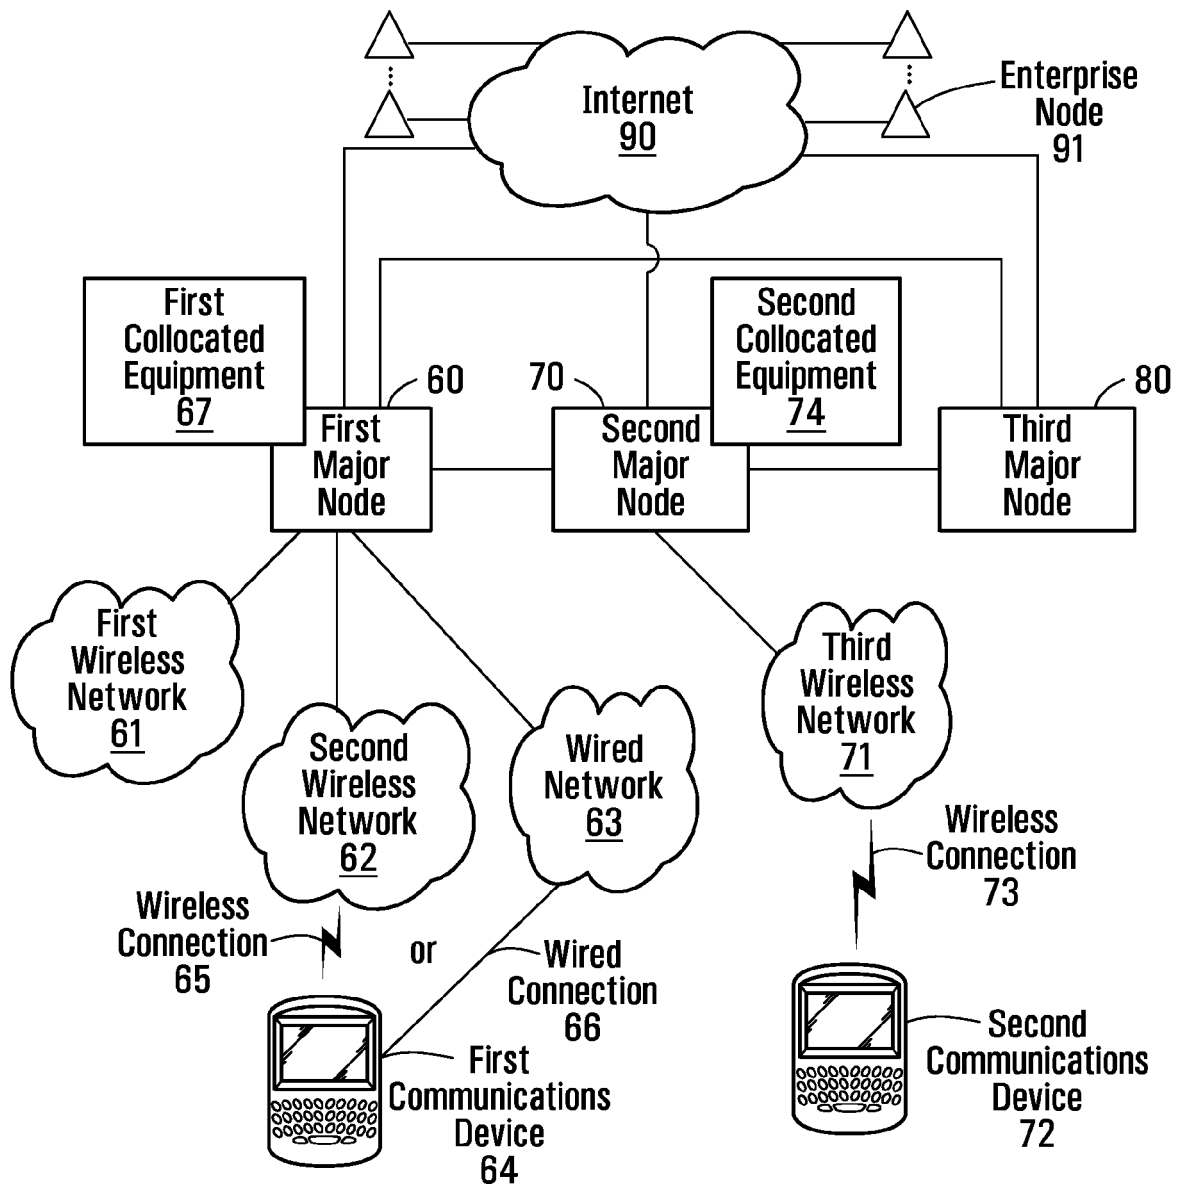 Internet
90
Enterprise
Node
91
First
Collocated
Equipment
67
Second
Collocated
Equipment
74
60
70
80
First
Major
Node
Second
Major
Node
Third
Major
Node
First
Wireless
Network
61
Second
Wireless
Network
62
Wired
Network
63
Third
Wireless
Network
71
Wireless
Connection
65
or
Wired
Connection
66
Wireless
Connection
73
First
Communications
Device
64
Second
Communications
Device
72